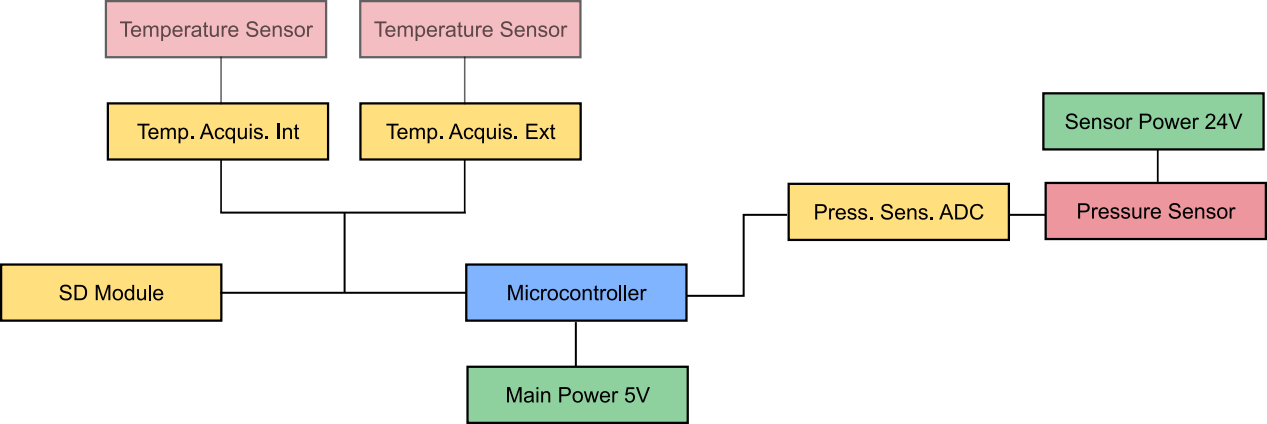 Temperature Sensor
Temperature Sensor
Temp. Acquis. Int
Temp. Acquis. Ext
Sensor Power 24V
Press. Sens. ADC
Pressure Sensor
SD Module
Microcontroller
Main Power 5V